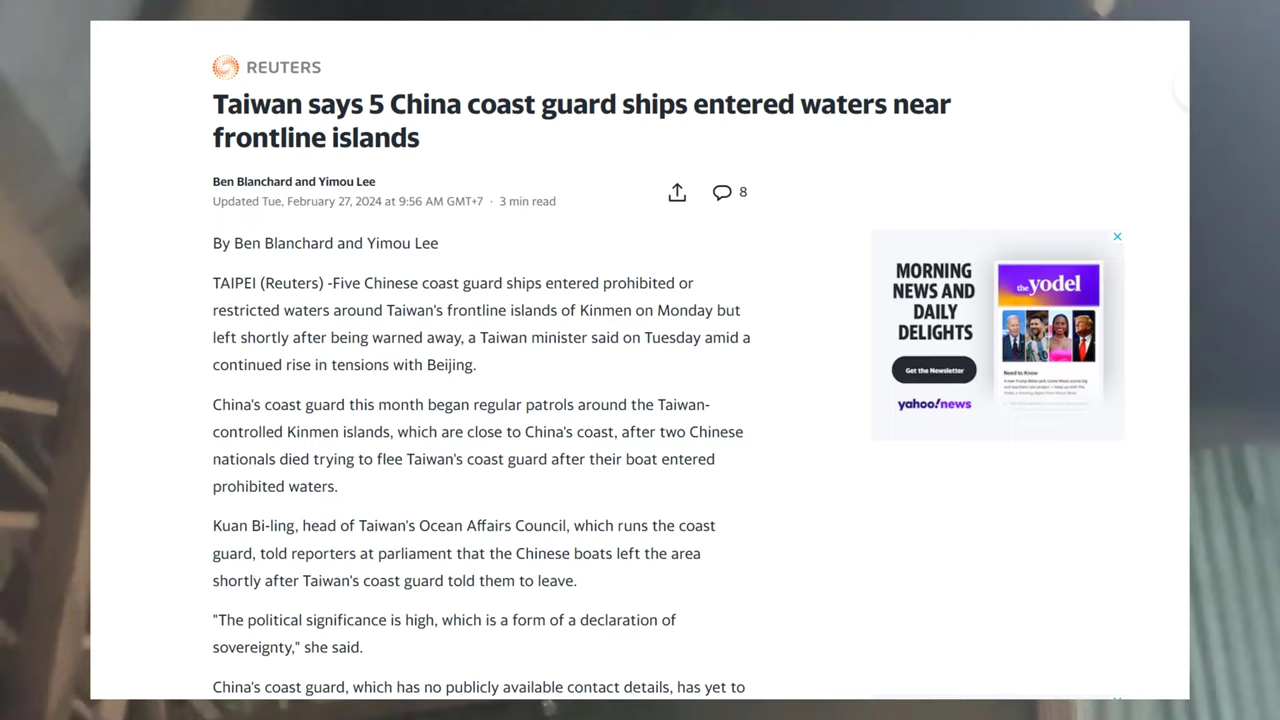 REUTERS
Taiwan says 5 China coast guard ships entered waters near
frontline islands
Ben Blanchard and Yimou Lee
Updated Tue, February 27, 2024 at 9:56 AM GMT+7 · 3 min read
8
By Ben Blanchard and Yimou Lee
TAIPEI (Reuters) -Five Chinese coast guard ships entered prohibited or
restricted waters around Taiwan's frontline islands of Kinmen on Monday but
left shortly after being warned away, a Taiwan minister said on Tuesday amid a
continued rise in tensions with Beijing.
China's coast guard this month began regular patrols around the Taiwan-
controlled Kinmen islands, which are close to China's coast, after two Chinese
nationals died trying to flee Taiwan's coast guard after their boat entered
prohibited waters.
Kuan Bi-ling, head of Taiwan's Ocean Affairs Council, which runs the coast
guard, told reporters at parliament that the Chinese boats left the area
shortly after Taiwan's coast guard told them to leave.
"The political significance is high, which is a form of a declaration of
sovereignty," she said.
China's coast guard, which has no publicly available contact details, has yet to
MORNING
NEWS AND
DAILY
DELIGHTS
Get the Newsletter
yahoo!news
the yodel
Need to Know